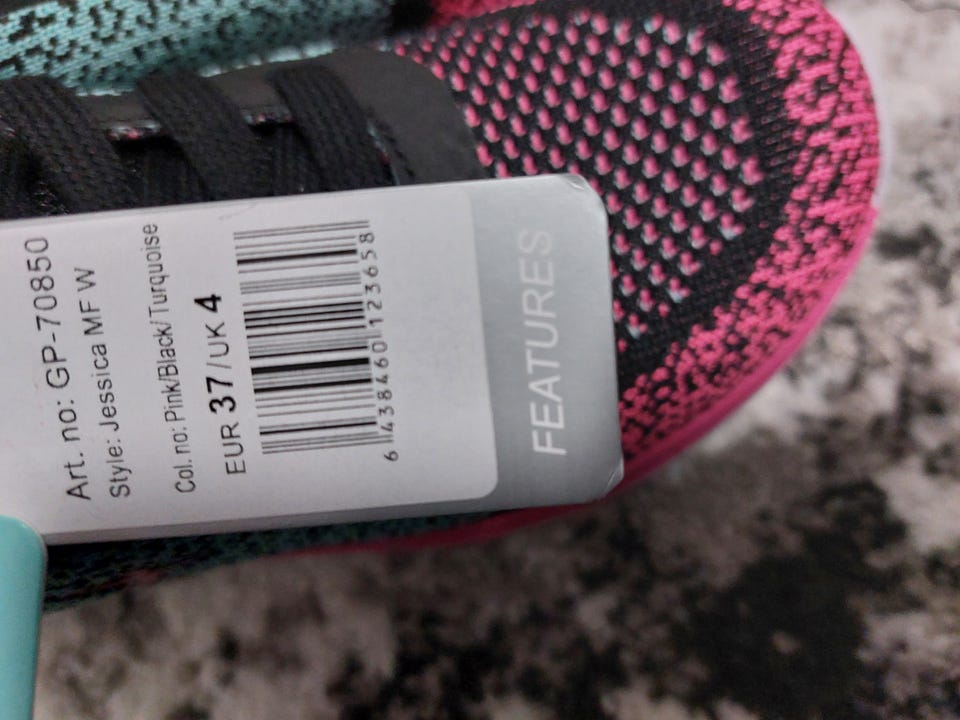 Art. no: GP-70850
Style: Jessica MF W
Col. no: Pink/Black/Turquoise
EUR 37/UK 4
6 438460 123658
FEATURES